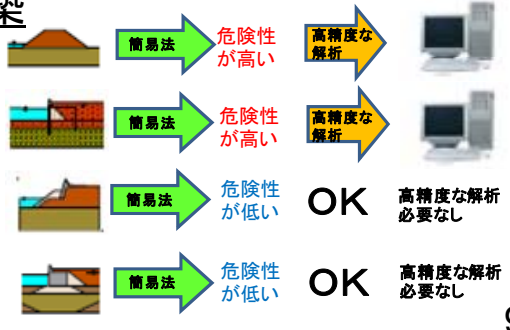 築
簡易法
危険性
が高い
高精度な
解析
簡易法
危険性
が高い
高精度な
解析
簡易法
危険性
が低い
OK
高精度な解析
必要なし
簡易法
危険性
が低い
OK
高精度な解析
必要なし
9